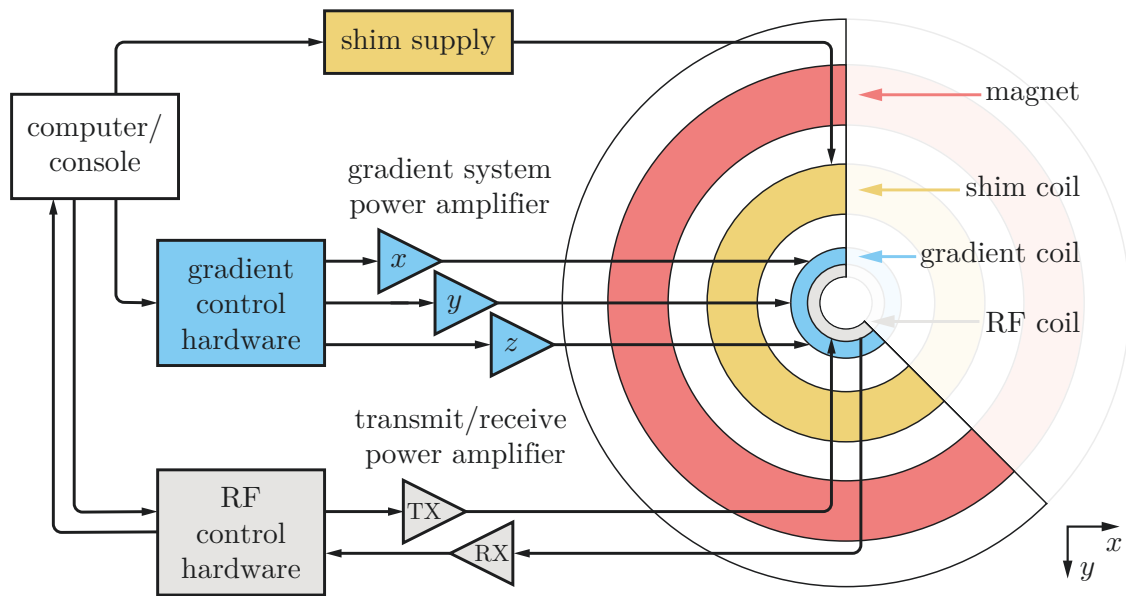 shim supply
magnet
computer/
console
gradient system
power amplifier
shim coil
gradient
control
hardware
x
y
z
gradient coil
RF coil
transmit/receive
power amplifier
RF
control
hardware
TX
RX
x
y